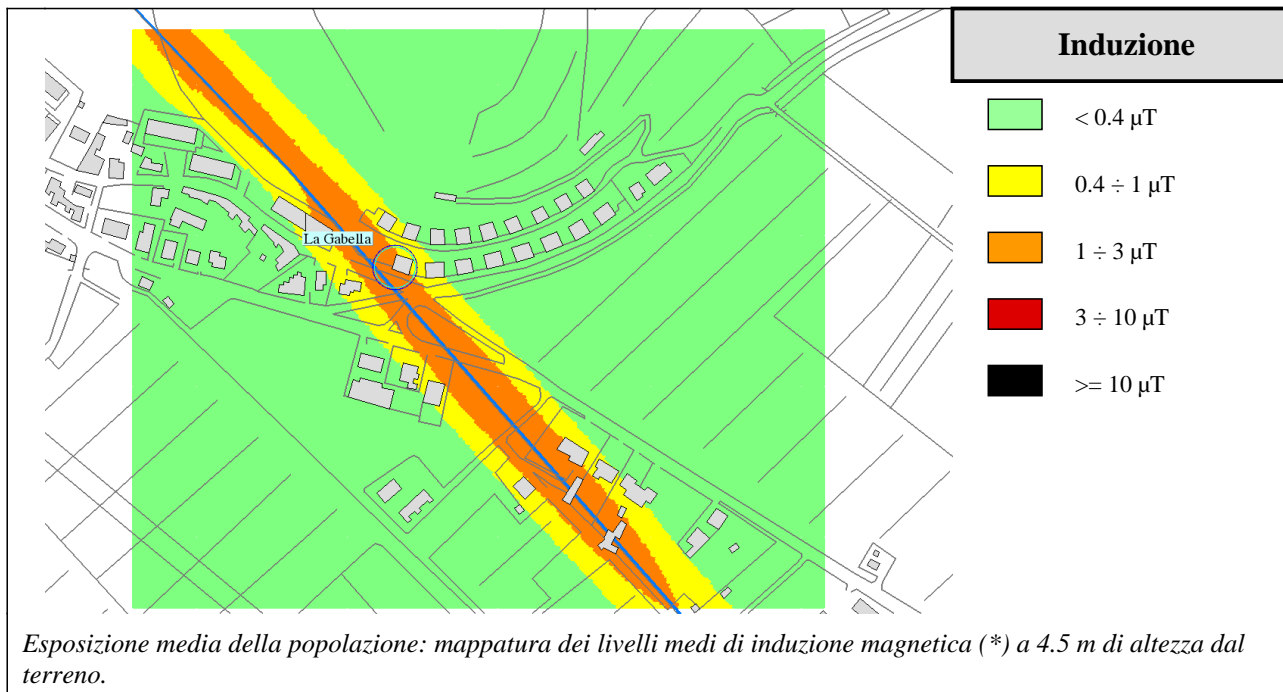 Induzione
< 0.4 µT
0.4 ÷ 1 µT
1 ÷ 3 µT
3 ÷ 10 µT
>= 10 µT
La Gabella
Esposizione media della popolazione: mappatura dei livelli medi di induzione magnetica (*) a 4.5 m di altezza dal
terreno.